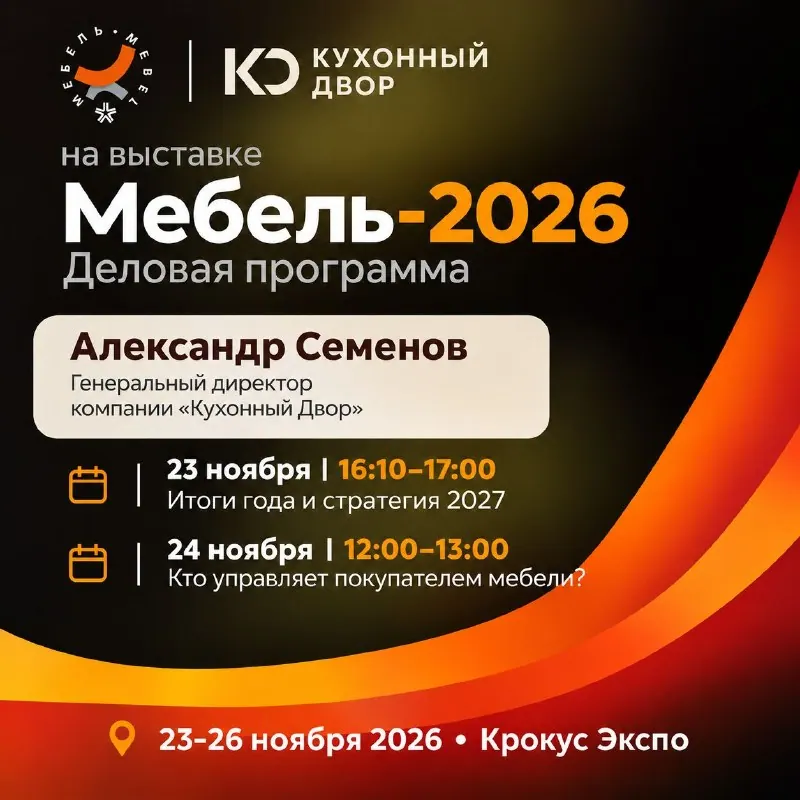 МЕБЕЛЬ • MEBEL
КУХОННЫЙ
ДВОР
на выставке
Мебель-2026
Деловая программа
Александр Семенов
Генеральный директор
компании «Кухонный Двор»
23 ноября | 16:10–17:00
Итоги года и стратегия 2027
24 ноября | 12:00–13:00
Кто управляет покупателем мебели?
23-26 ноября 2026 • Крокус Экспо